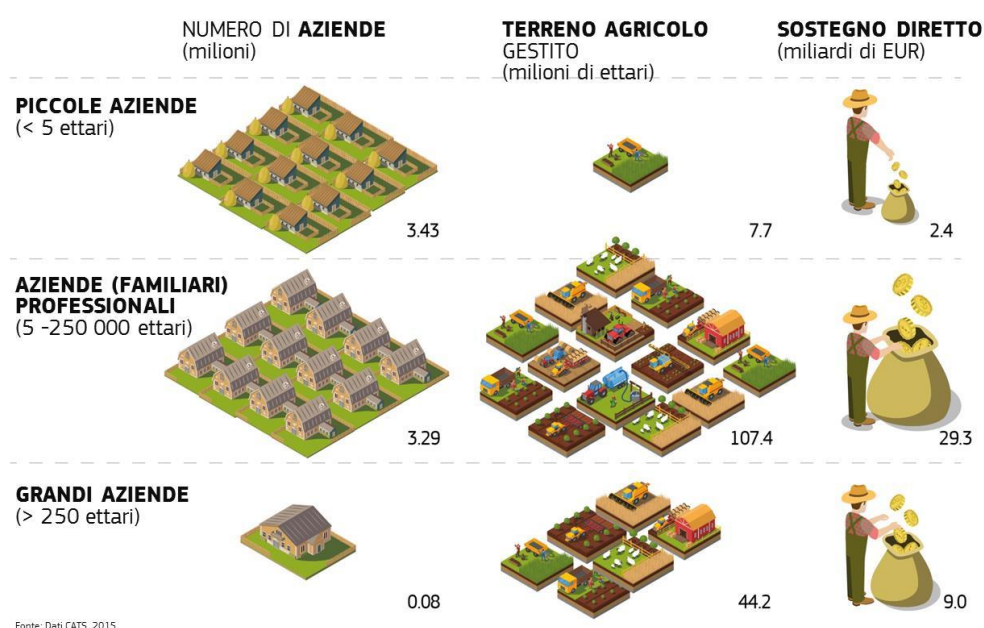 NUMERO DI AZIENDE
(milioni)
TERRENO AGRICOLO
GESTITO
(milioni di ettari)
SOSTEGNO DIRETTO
(miliardi di EUR)
PICCOLE AZIENDE
(< 5 ettari)
3.43
7.7
2.4
AZIENDE (FAMILIARI)
PROFESSIONALI
(5 -250 000 ettari)
3.29
107.4
29.3
GRANDI AZIENDE
(> 250 ettari)
0.08
44.2
9.0
Fonte: Dati CATS, 2015